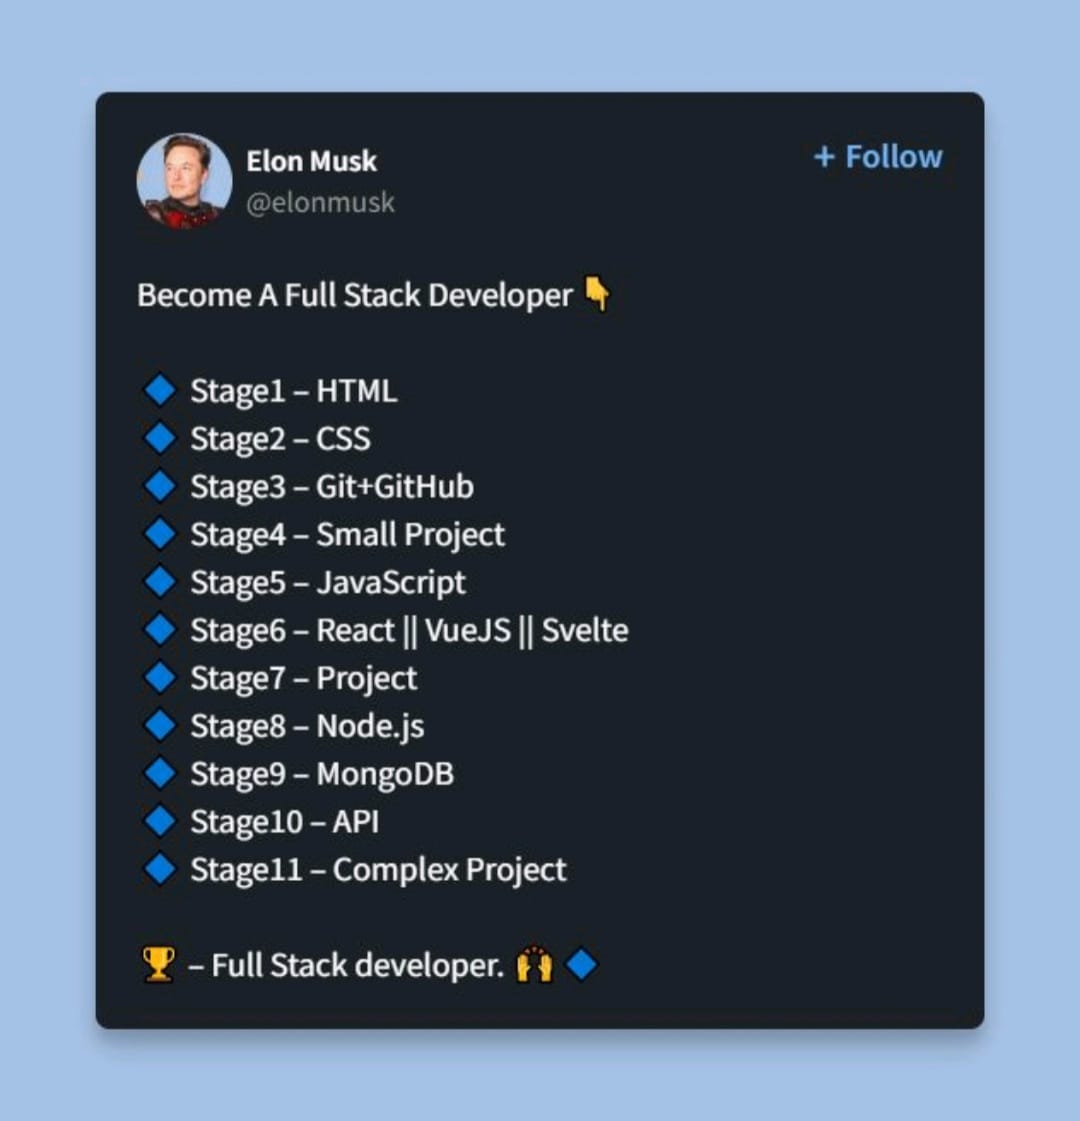 Elon Musk
+ Follow
@elonmusk
Become A Full Stack Developer 👇
🔷 Stage1 – HTML
🔷 Stage2 – CSS
🔷 Stage3 – Git+GitHub
🔷 Stage4 – Small Project
🔷 Stage5 – JavaScript
🔷 Stage6 – React || VueJS || Svelte
🔷 Stage7 – Project
🔷 Stage8 – Node.js
🔷 Stage9 – MongoDB
🔷 Stage10 – API
🔷 Stage11 – Complex Project
🏆 – Full Stack developer. 🙌 🔷